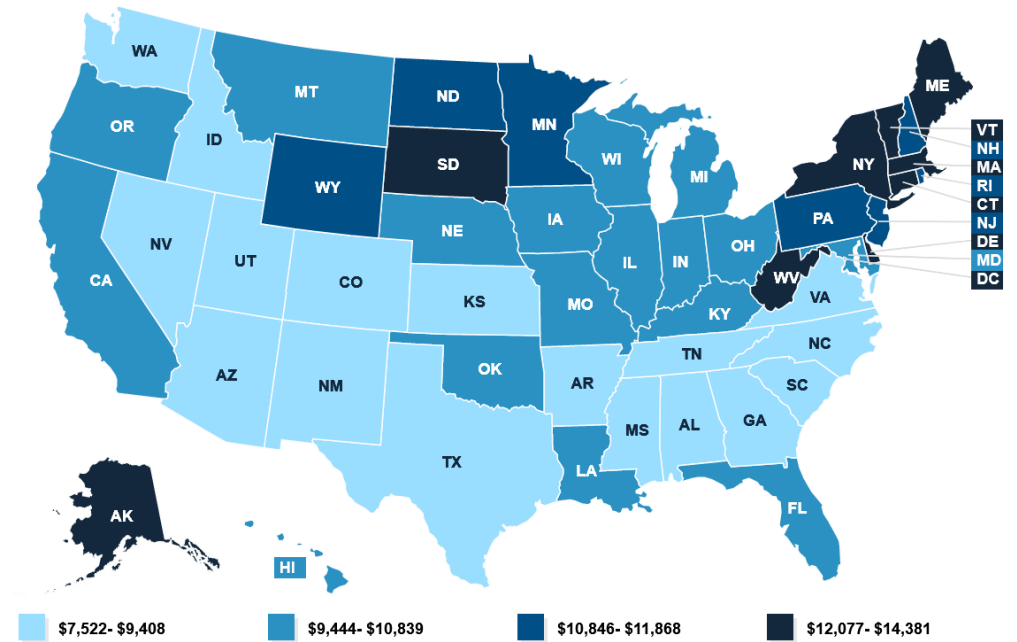 WA
MT
ND
MN
ME
OR
ID
SD
WI
MI
NY
VT
NH
MA
RI
CT
NJ
DE
MD
DC
WY
NE
IA
PA
NV
UT
CO
KS
IL
IN
OH
WV
VA
CA
MO
KY
AZ
NM
OK
AR
TN
NC
SC
MS
AL
GA
TX
LA
FL
AK
HI
$7,522- $9,408
$9,444- $10,839
$10,846- $11,868
$12,077- $14,381